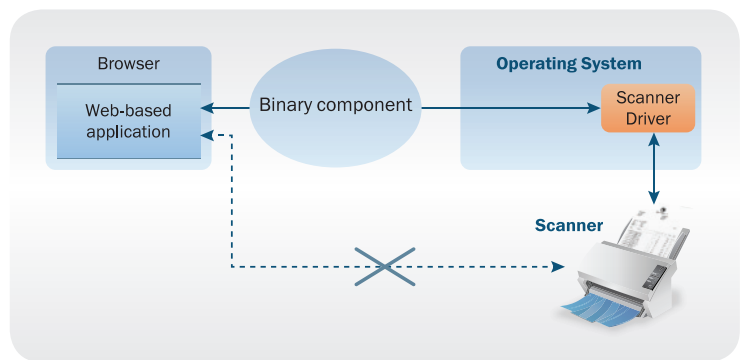 Browser
Web-based
application
Binary component
Operating System
Scanner
Driver
Scanner